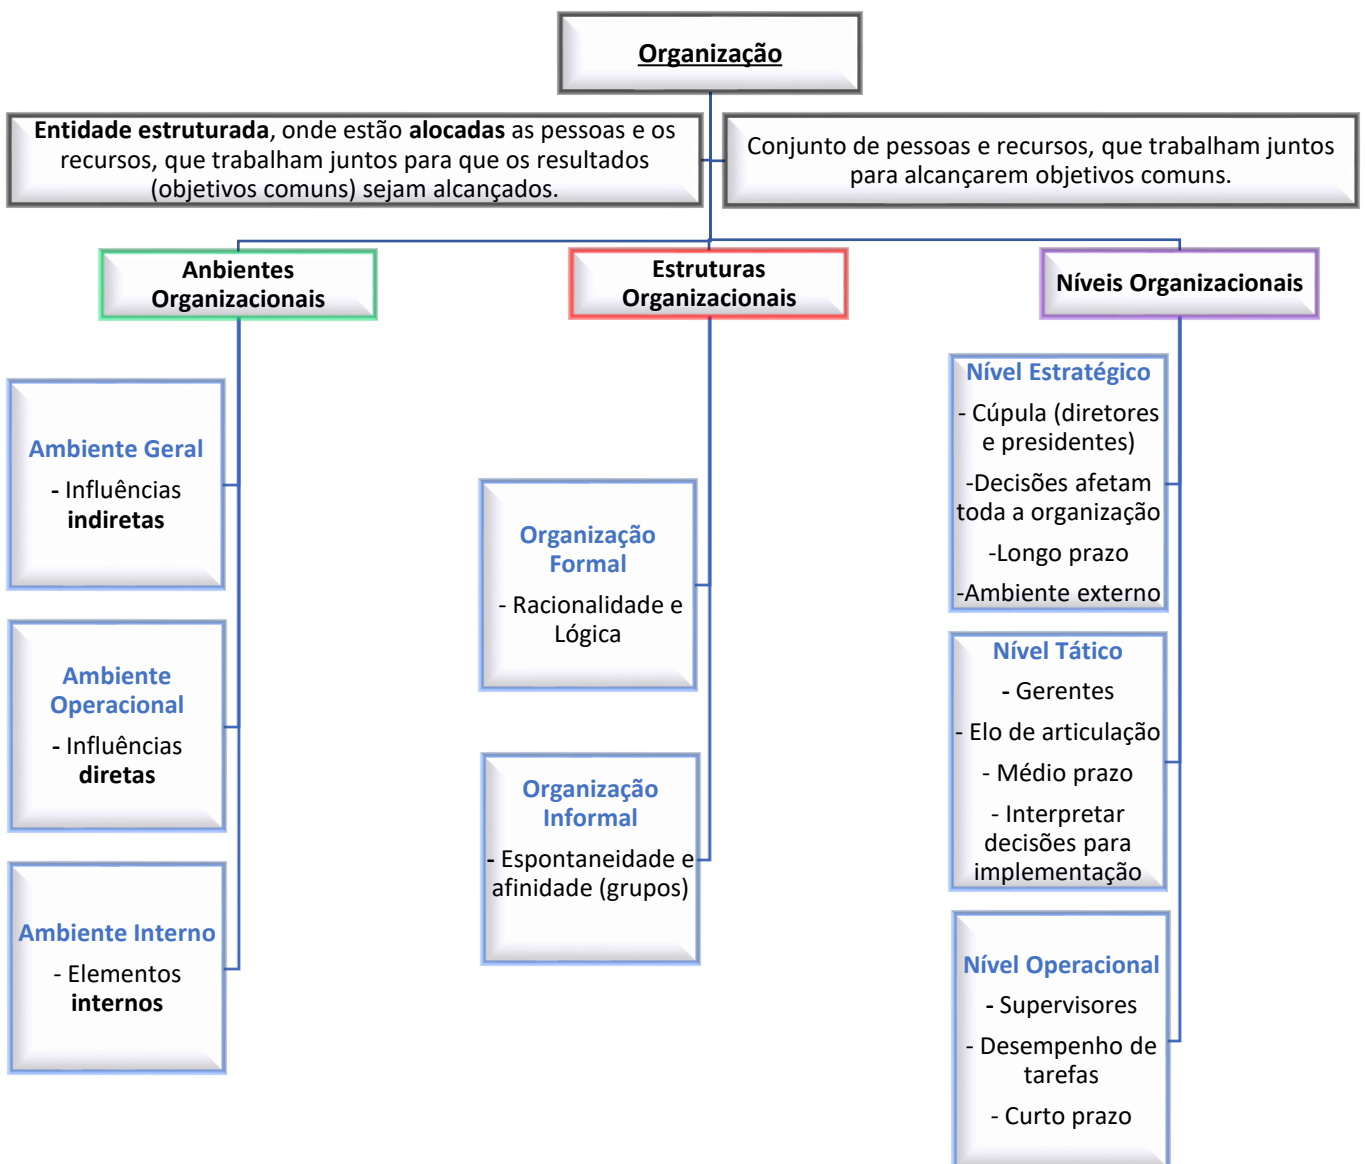 Organização
Entidade estruturada, onde estão alocadas as pessoas e os
recursos, que trabalham juntos para que os resultados
(objetivos comuns) sejam alcançados.
Conjunto de pessoas e recursos, que trabalham juntos
para alcançarem objetivos comuns.
Anbientes
Organizacionais
Ambiente Geral
- Influências
indiretas
Ambiente
Operacional
- Influências
diretas
Ambiente Interno
- Elementos
internos
Estruturas
Organizacionais
Organização
Formal
- Racionalidade e
Lógica
Organização
Informal
- Espontaneidade e
afinidade (grupos)
Níveis Organizacionais
Nível Estratégico
- Cúpula (diretores
e presidentes)
-Decisões afetam
toda a organização
-Longo prazo
-Ambiente externo
Nível Tático
- Gerentes
- Elo de articulação
- Médio prazo
- Interpretar
decisões para
implementação
Nível Operacional
- Supervisores
- Desempenho de
tarefas
- Curto prazo